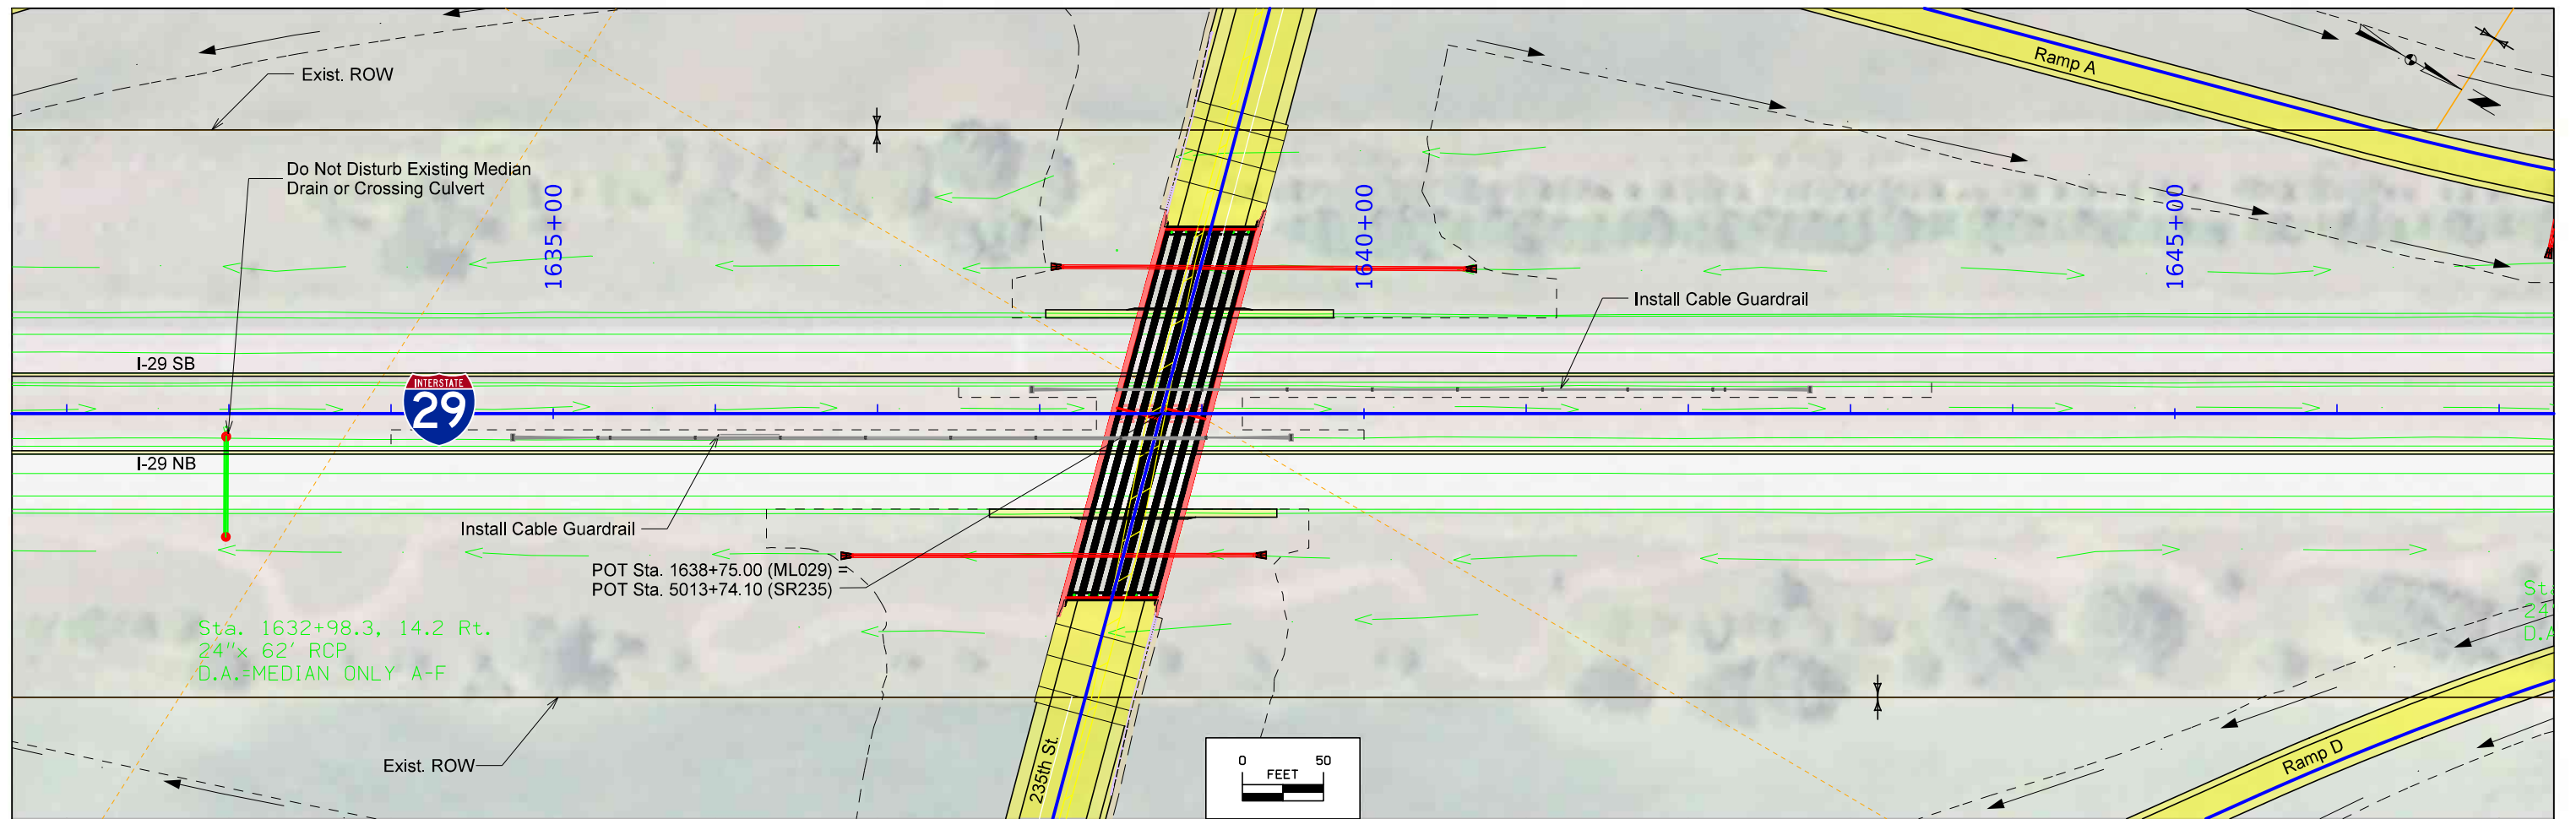 Ramp A
Exist. ROW
Do Not Disturb Existing Median
Drain or Crossing Culvert
1635+00
1640+00
1645+00
Install Cable Guardrail
I-29 SB
INTERSTATE
29
I-29 NB
Install Cable Guardrail
POT Sta. 1638+75.00 (ML029) =
POT Sta. 5013+74.10 (SR235)
Sta. 1632+98.3, 14.2 Rt.
24"x 62' RCP
D.A.=MEDIAN ONLY A-F
Sta
24
D.A
Exist. ROW
235th St.
0 50
FEET
Ramp D